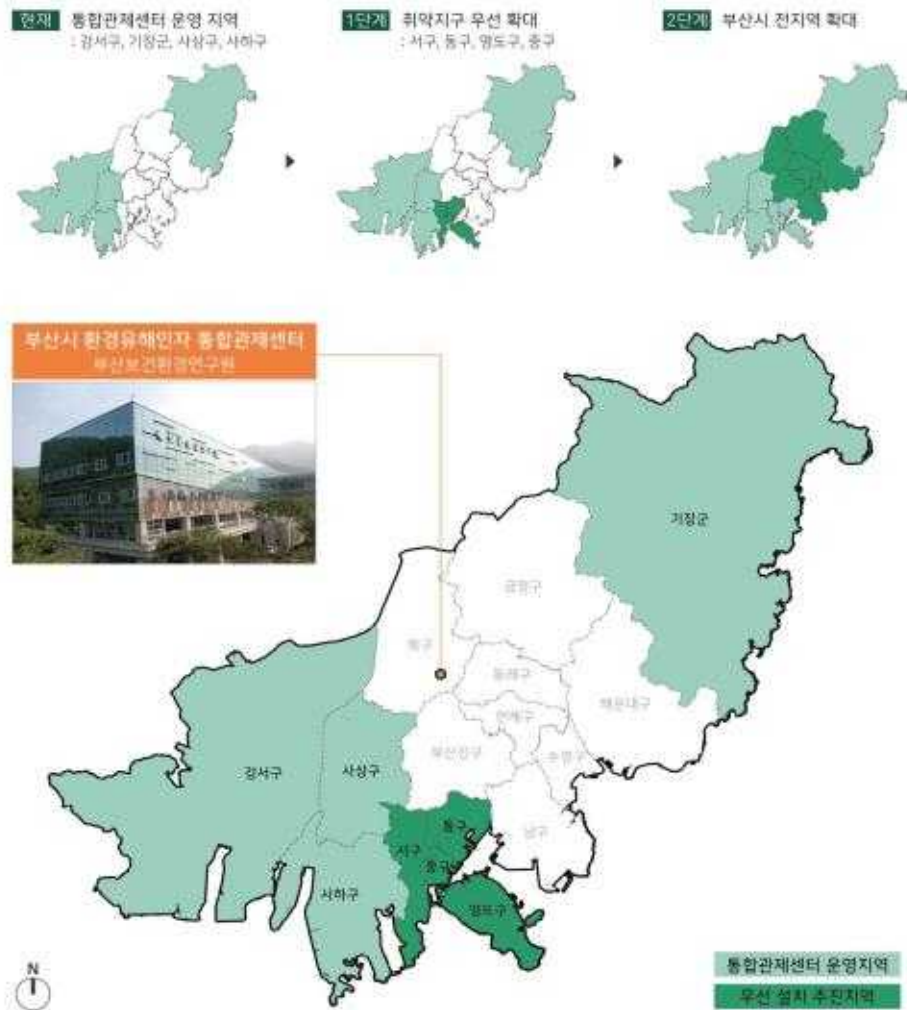 현재 통합관제센터 운영 지역
: 강서구, 기장군, 사상구, 사하구
1단계 취약지구 우선 확대
: 서구, 동구, 영도구, 중구
2단계 부산시 전지역 확대
부산시 환경유해인자 통합관제센터
부산보건환경연구원
기장군
금정구
북구
동래구
해운대구
연제구
부산진구
수영구
강서구
사상구
동구
남구
서구
중구
사하구
영도구
N
통합관제센터 운영지역
우선 설치 추진지역